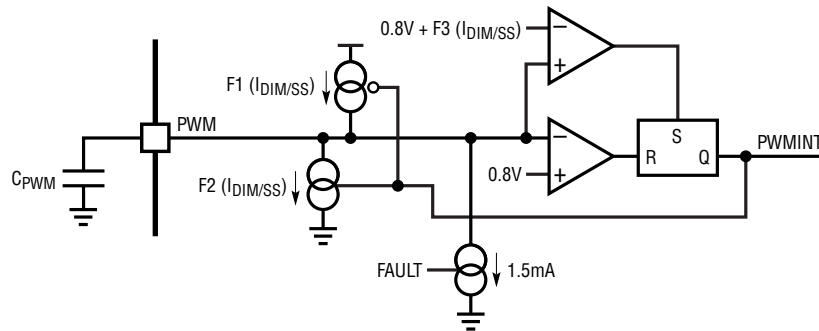 0.8V + F3 (IDIM/SS)
F1 (IDIM/SS)
PWM
S
PWMINT
R
Q
CPWM
F2 (IDIM/SS)
0.8V
FAULT
1.5mA